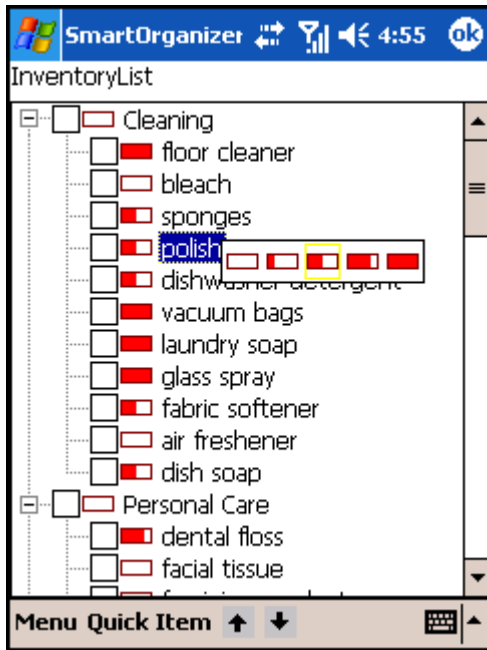 SmartOrganizer 4:55 ok
InventoryList
Cleaning
floor cleaner
bleach
sponges
polish
dishwasher detergent
vacuum bags
laundry soap
glass spray
fabric softener
air freshener
dish soap
Personal Care
dental floss
facial tissue
Menu Quick Item